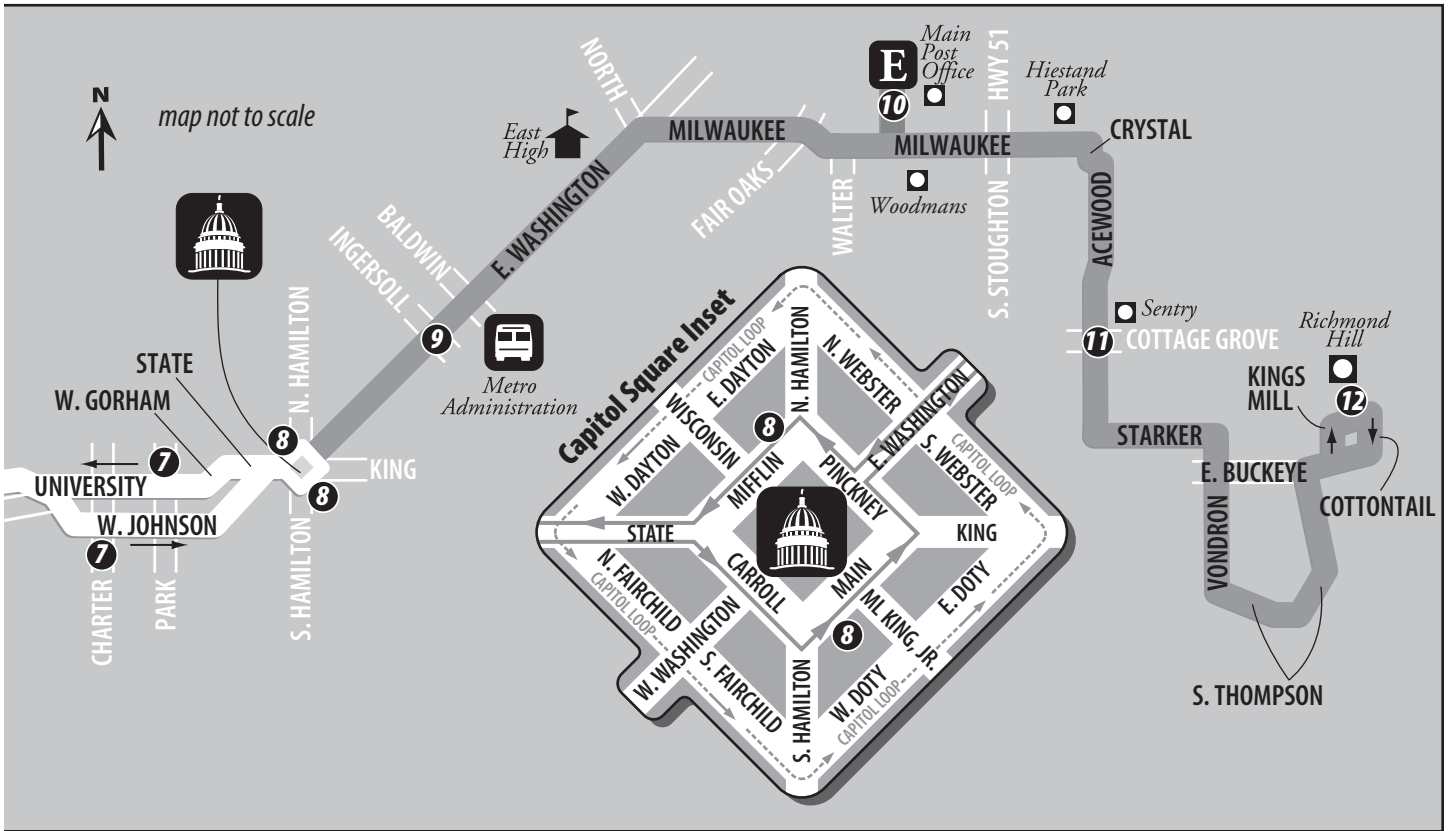 N
map not to scale
NORTH
East
High
E
10
Main
Post
Office
HWY 51
Hiestand
Park
MILWAUKEE
MILWAUKEE
CRYSTAL
FAIR OAKS
WALTER
Woodmans
S. STOUGHTON
ACEWOOD
E. WASHINGTON
BALDWIN
INGERSOLL
9
Metro
Administration
Sentry
11
COTTAGE GROVE
Richmond
Hill
KINGS
MILL
12
STARKER
E. BUCKEYE
COTTONTAIL
VONDRON
S. THOMPSON
STATE
W. GORHAM
N. HAMILTON
8
7
KING
UNIVERSITY
8
W. JOHNSON
7
CHARTER
PARK
S. HAMILTON
Capitol Square Inset
CAPITOL LOOP
E. DAYTON
N. HAMILTON
N. WEBSTER
WISCONSIN
E. WASHINGTON
8
W. DAYTON
MIFFLIN
PINCKNEY
S. WEBSTER
CAPITOL LOOP
STATE
KING
N. FAIRCHILD
CAPITOL LOOP
CARROLL
MAIN
E. DOTY
8
ML KING, JR.
W. WASHINGTON
S. FAIRCHILD
S. HAMILTON
W. DOTY
CAPITOL LOOP